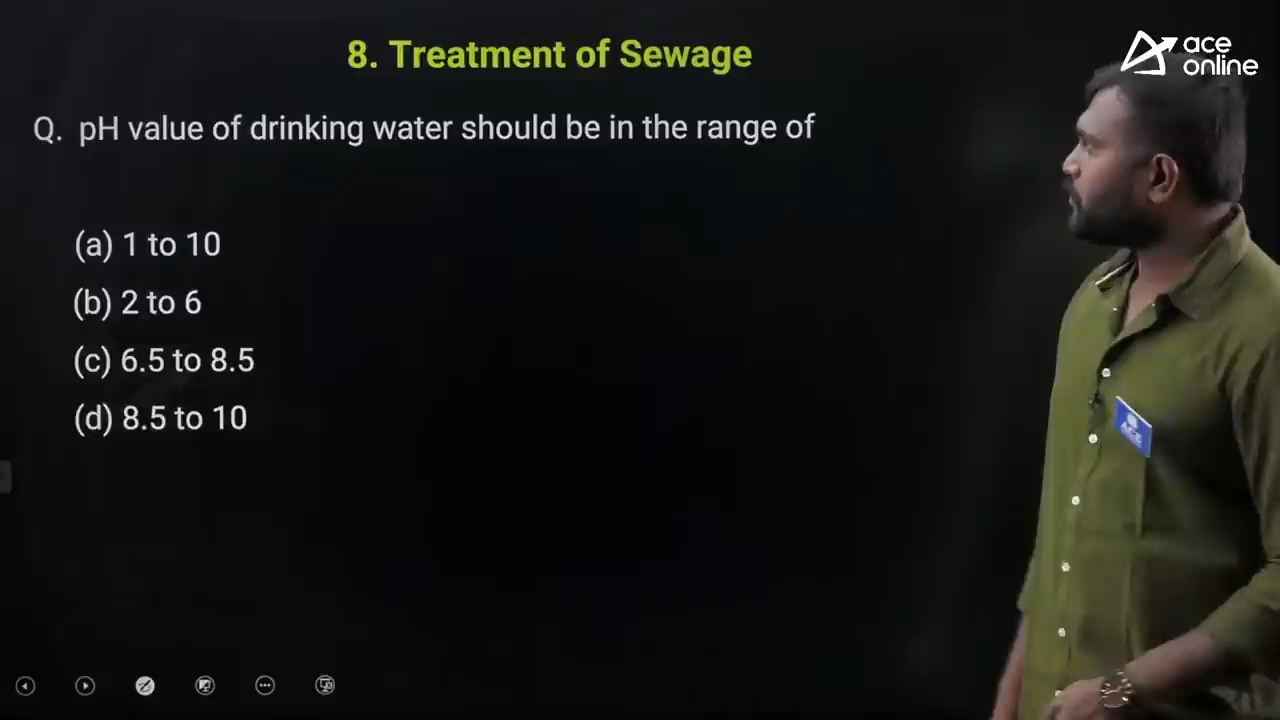 8. Treatment of Sewage
ace
online
Q. pH value of drinking water should be in the range of
(a) 1 to 10
(b) 2 to 6
(c) 6.5 to 8.5
(d) 8.5 to 10
ACE